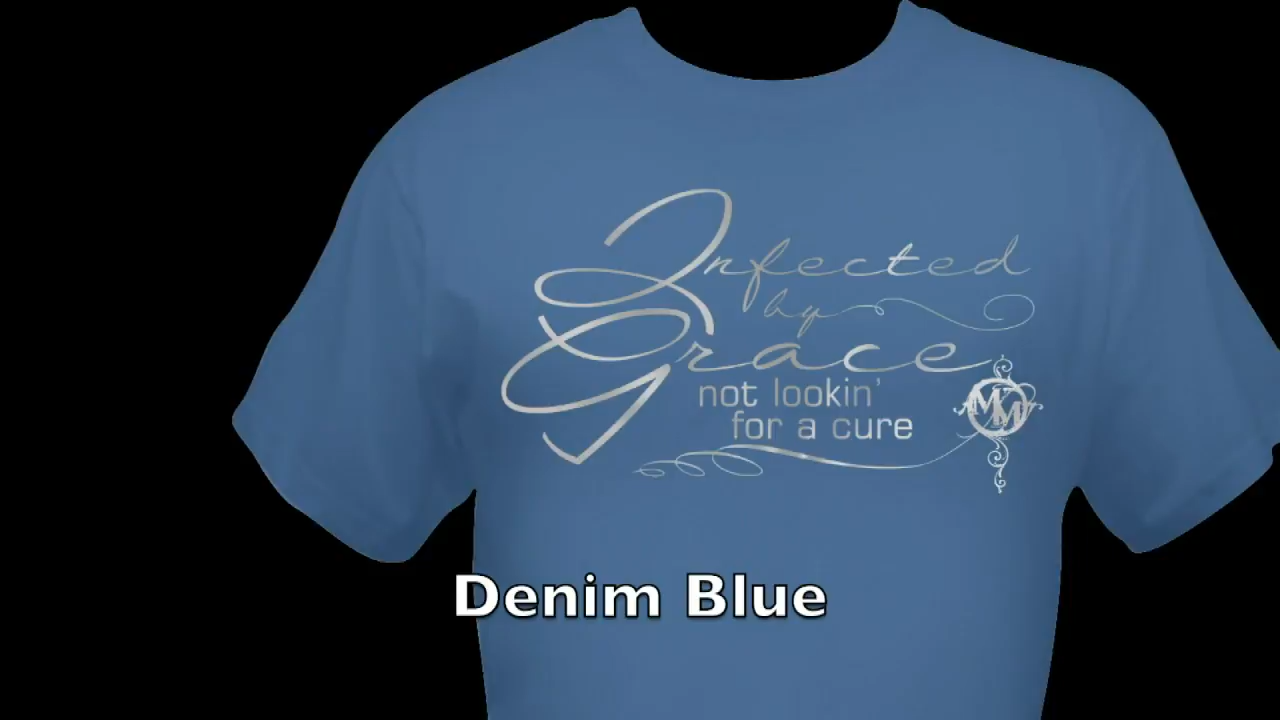 Infected
by
Grace
not lookin'
for a cure
MM
Denim Blue